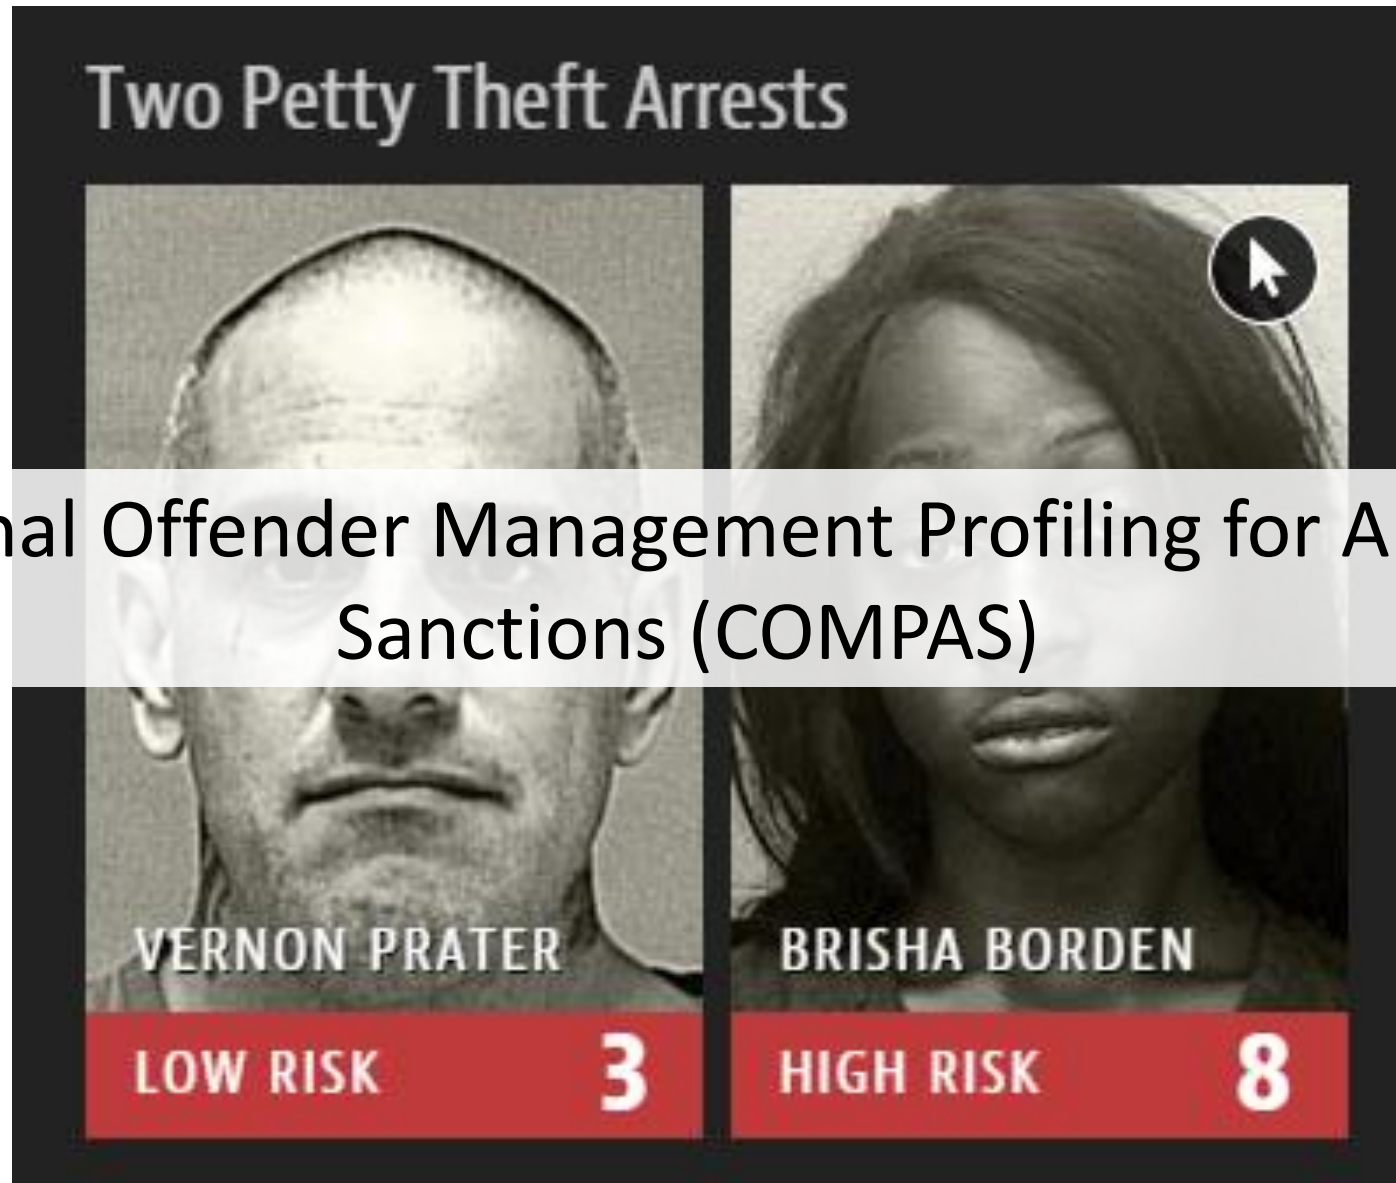 Two Petty Theft Arrests
nal Offender Management Profiling for A
Sanctions (COMPAS)
VERNON PRATER
BRISHA BORDEN
LOW RISK 3
HIGH RISK 8